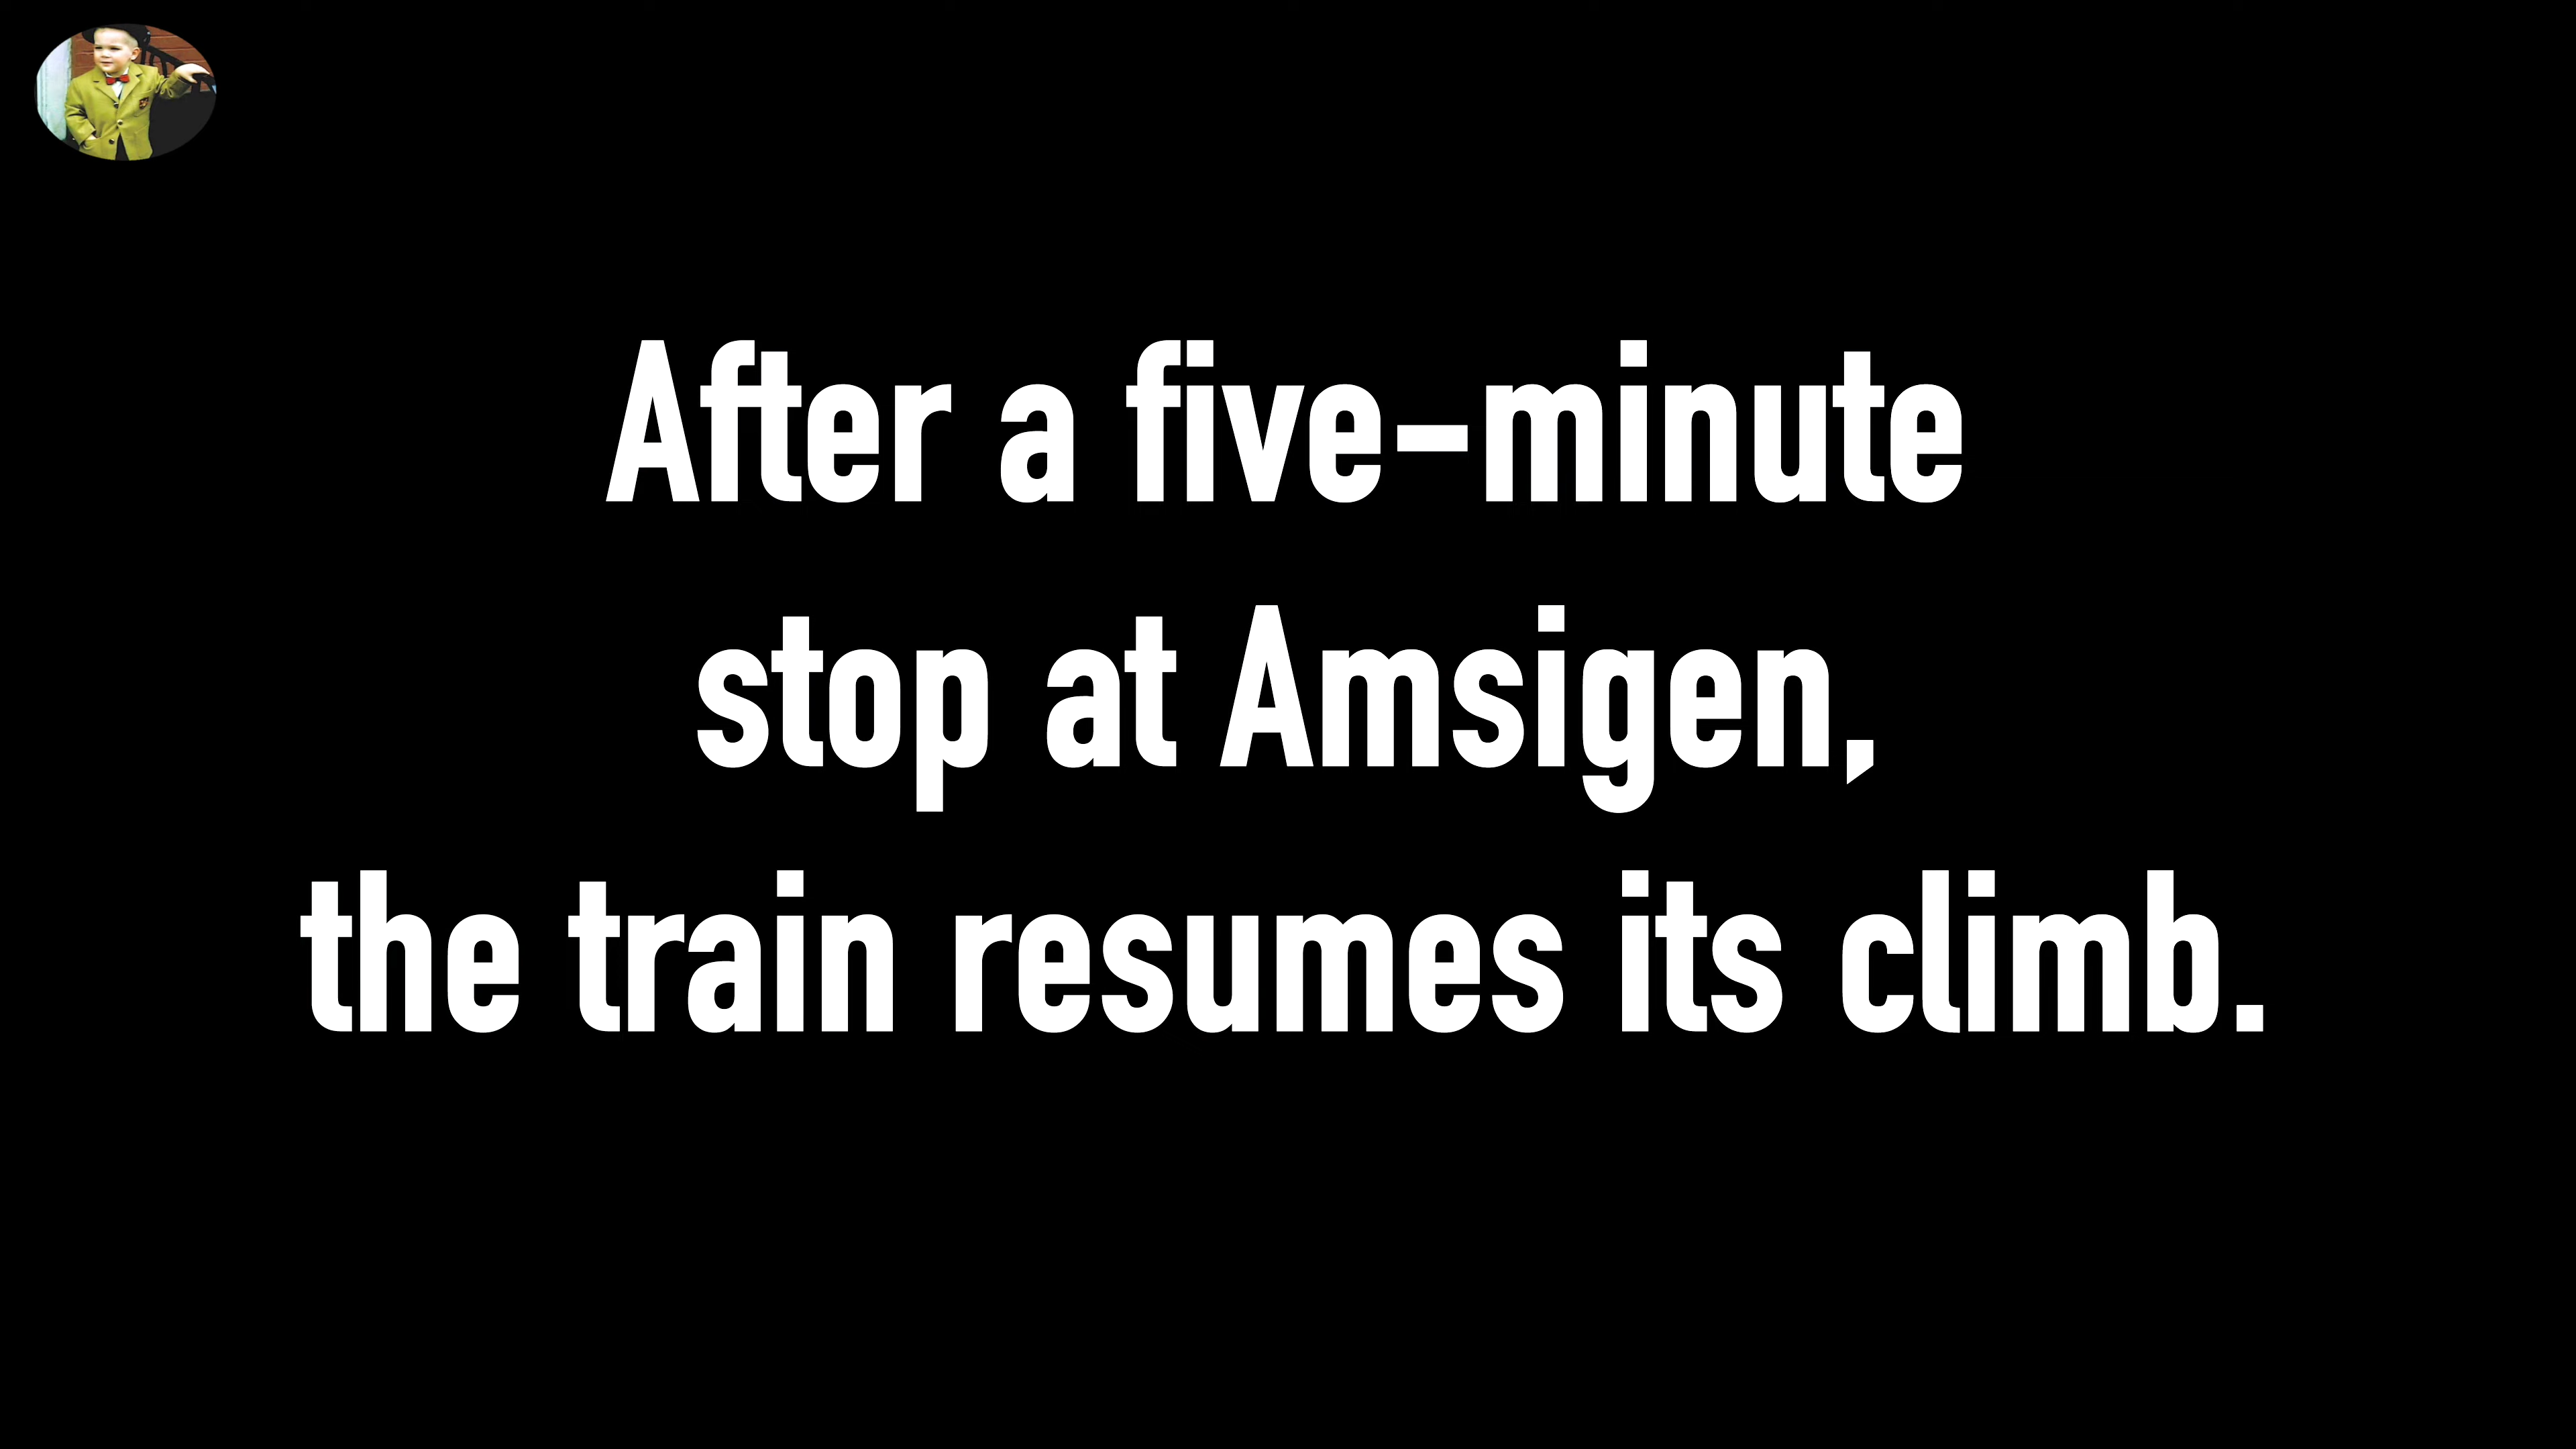 After a five-minute
stop at Amsigen,
the train resumes its climb.